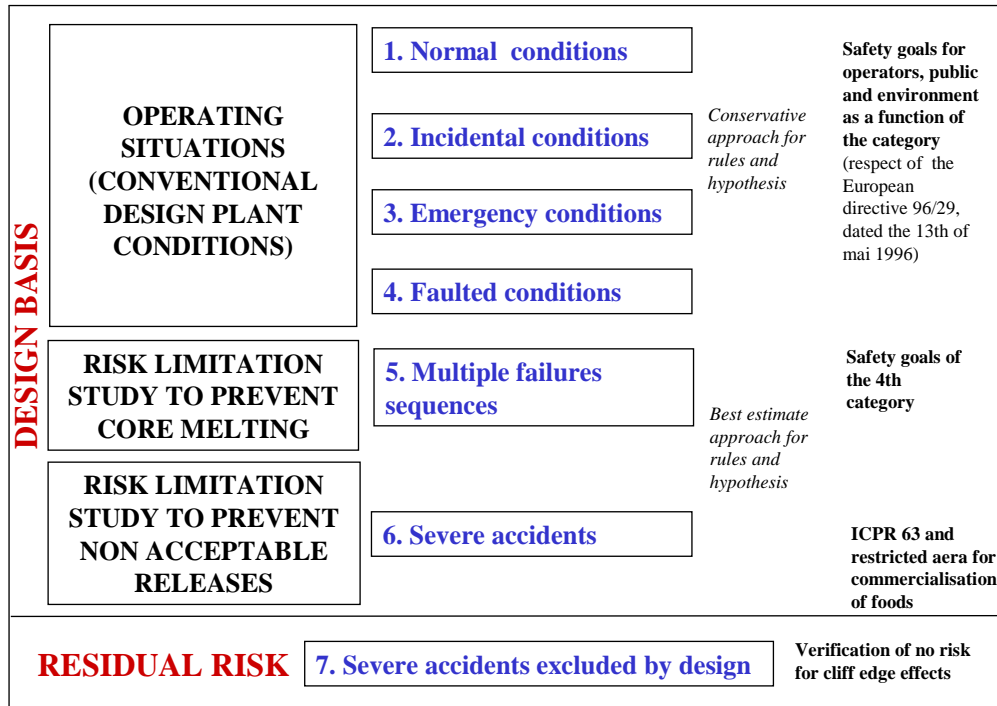 DESIGN BASIS
OPERATING
SITUATIONS
(CONVENTIONAL
DESIGN PLANT
CONDITIONS)
1. Normal conditions
2. Incidental conditions
3. Emergency conditions
4. Faulted conditions
Conservative
approach for
rules and
hypothesis
Safety goals for
operators, public
and environment
as a function of
the category
(respect of the
European
directive 96/29,
dated the 13th of
mai 1996)
RISK LIMITATION
STUDY TO PREVENT
CORE MELTING
5. Multiple failures
sequences
Safety goals of
the 4th
category
Best estimate
approach for
rules and
hypothesis
RISK LIMITATION
STUDY TO PREVENT
NON ACCEPTABLE
RELEASES
6. Severe accidents
ICPR 63 and
restricted aera for
commercialisation
of foods
RESIDUAL RISK
7. Severe accidents excluded by design
Verification of no risk
for cliff edge effects